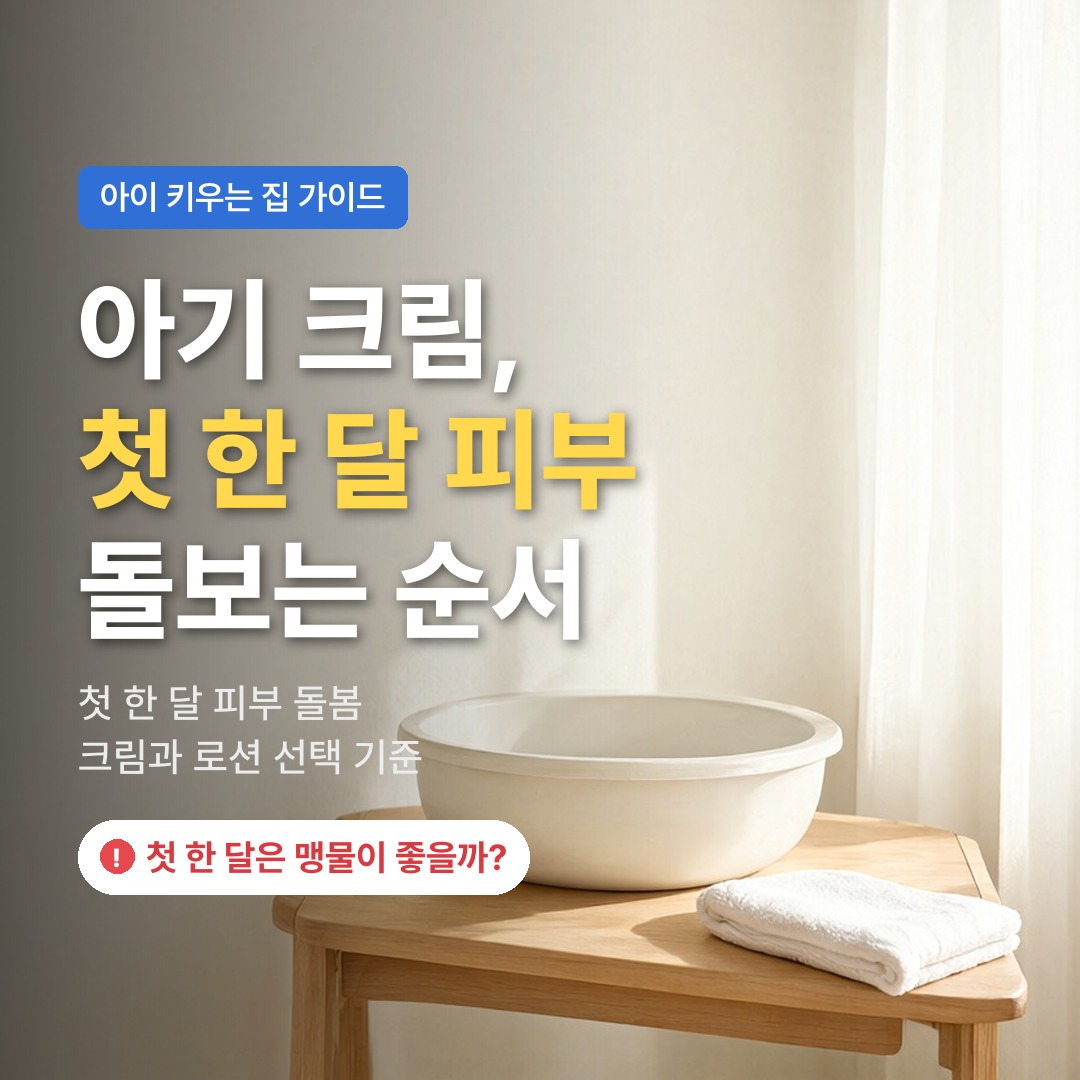 아이 키우는 집 가이드
아기 크림,
첫 한 달 피부
돌보는 순서
첫 한 달 피부 돌봄
크림과 로션 선택 기준
! 첫 한 달은 맹물이 좋을까?